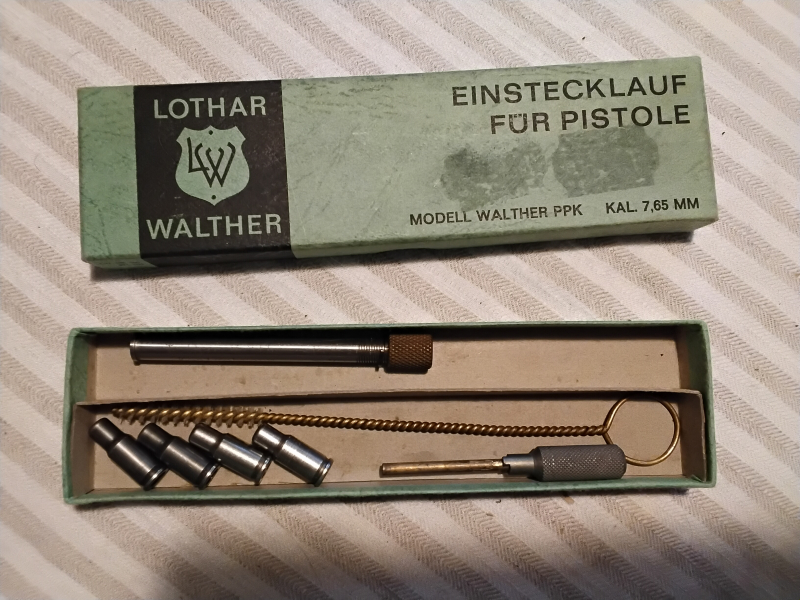 LOTHAR
LW
WALTHER
EINSTECKLAUF
FÜR PISTOLE
MODELL WALTHER PPK KAL. 7,65 MM